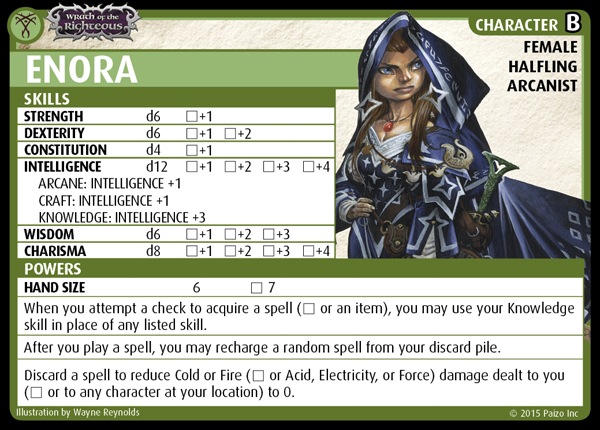 WRATH of the
RIGHTEOUS
CHARACTER B
FEMALE
HALFLING
ARCANIST
ENORA
SKILLS
STRENGTH d6 ☐+1
DEXTERITY d6 ☐+1 ☐+2
CONSTITUTION d4 ☐+1
INTELLIGENCE d12 ☐+1 ☐+2 ☐+3 ☐+4
ARCANE: INTELLIGENCE +1
CRAFT: INTELLIGENCE +1
KNOWLEDGE: INTELLIGENCE +3
WISDOM d6 ☐+1 ☐+2 ☐+3
CHARISMA d8 ☐+1 ☐+2 ☐+3 ☐+4
POWERS
HAND SIZE 6 ☐ 7
When you attempt a check to acquire a spell (☐ or an item), you may use your Knowledge
skill in place of any listed skill.
After you play a spell, you may recharge a random spell from your discard pile.
Discard a spell to reduce Cold or Fire (☐ or Acid, Electricity, or Force) damage dealt to you
(☐ or to any character at your location) to 0.
Illustration by Wayne Reynolds
© 2015 Paizo Inc